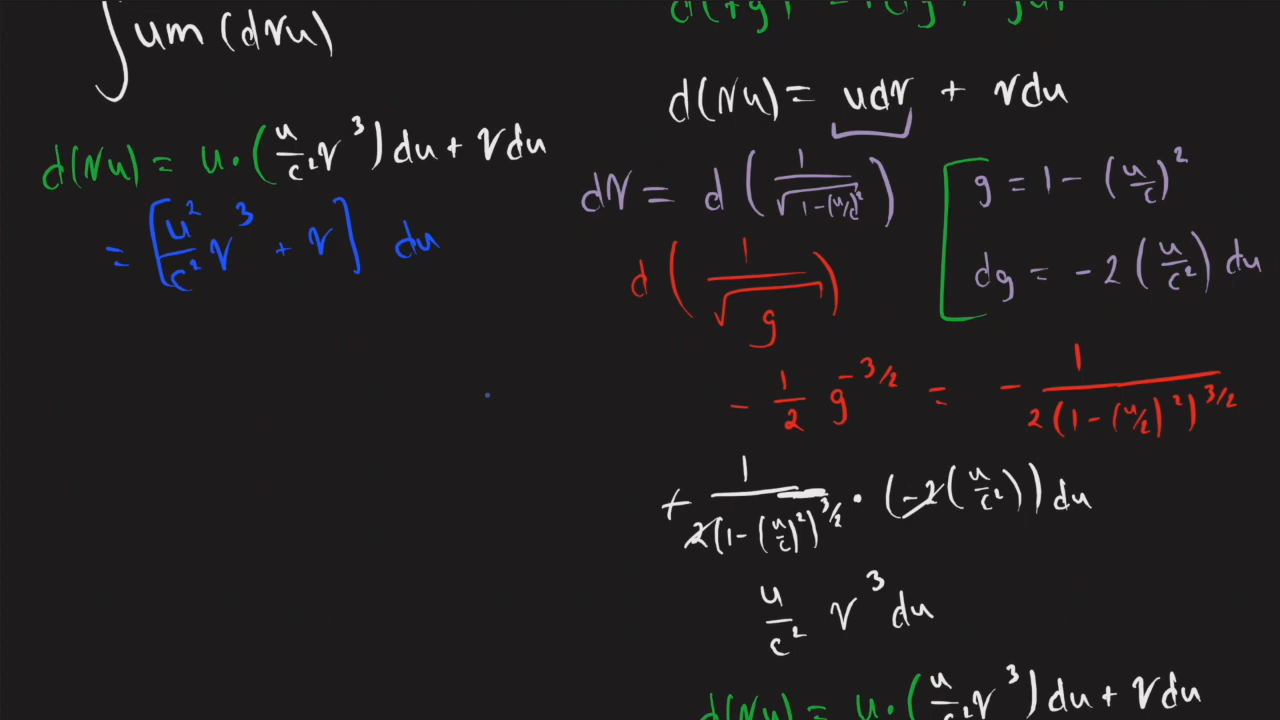 ∫ um (dγu)
d(γu) = u · (u/c² γ³) du + γdu
= [u²/c² γ³ + γ] du
d(γu) = udγ + γdu
dγ = d (1/√(1-(u/c)²))
g = 1 - (u/c)²
dg = -2 (u/c²) du
d (1/√g)
- 1/2 g^-3/2 = - 1/(2(1-(u/2)²)^3/2)
+ 1/(2(1-(u/c)²)^3/2) · (-2(u/c²)) du
u/c² γ³ du
d(γu) = u · (u/c² γ³) du + γdu